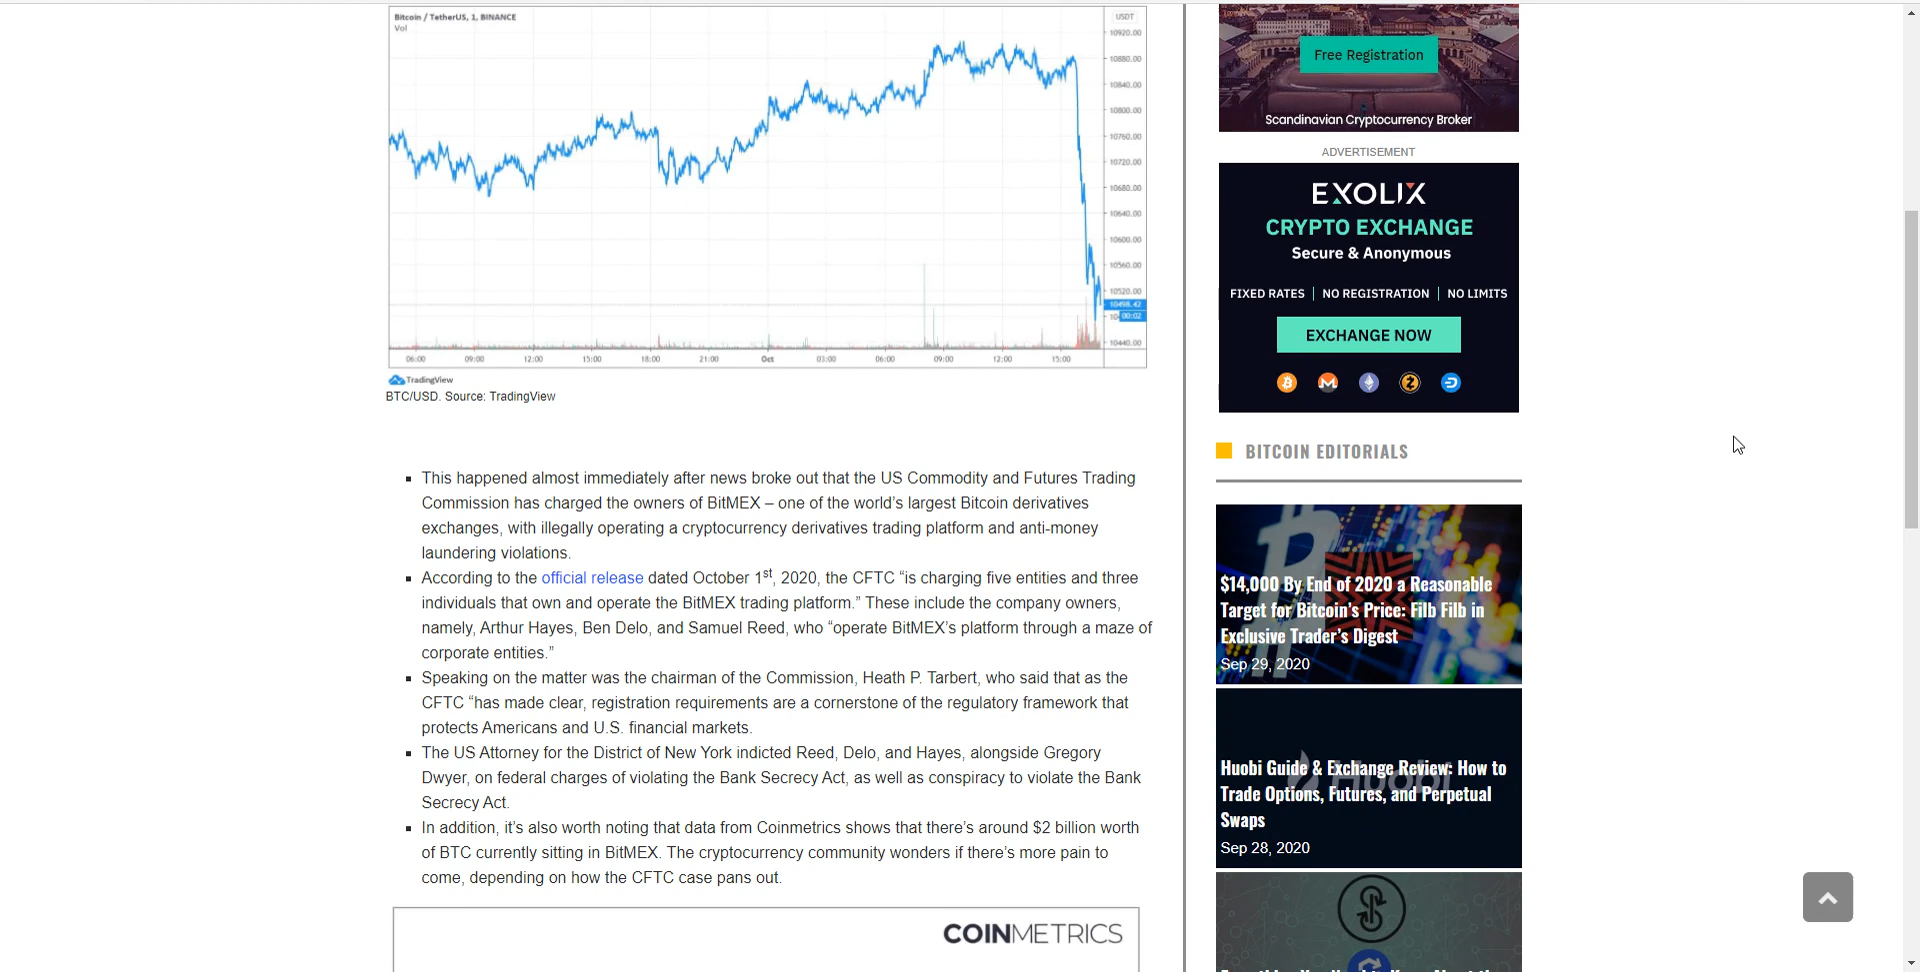 Bitcoin / TetherUS, 1, BINANCE
Vol
USDT
10920.00
10880.00
10840.00
10800.00
10760.00
10720.00
10680.00
10640.00
10600.00
10560.00
10520.00
10498.42
00:02
10440.00
06:00 09:00 12:00 15:00 18:00 21:00 Oct 03:00 06:00 09:00 12:00 15:00
TradingView
BTC/USD. Source: TradingView
This happened almost immediately after news broke out that the US Commodity and Futures Trading
Commission has charged the owners of BitMEX – one of the world’s largest Bitcoin derivatives
exchanges, with illegally operating a cryptocurrency derivatives trading platform and anti-money
laundering violations.
According to the official release dated October 1st, 2020, the CFTC “is charging five entities and three
individuals that own and operate the BitMEX trading platform.” These include the company owners,
namely, Arthur Hayes, Ben Delo, and Samuel Reed, who “operate BitMEX’s platform through a maze of
corporate entities.”
Speaking on the matter was the chairman of the Commission, Heath P. Tarbert, who said that as the
CFTC “has made clear, registration requirements are a cornerstone of the regulatory framework that
protects Americans and U.S. financial markets.
The US Attorney for the District of New York indicted Reed, Delo, and Hayes, alongside Gregory
Dwyer, on federal charges of violating the Bank Secrecy Act, as well as conspiracy to violate the Bank
Secrecy Act.
In addition, it’s also worth noting that data from Coinmetrics shows that there’s around $2 billion worth
of BTC currently sitting in BitMEX. The cryptocurrency community wonders if there’s more pain to
come, depending on how the CFTC case pans out.
COINMETRICS
Free Registration
Scandinavian Cryptocurrency Broker
ADVERTISEMENT
EXOLIX
CRYPTO EXCHANGE
Secure & Anonymous
FIXED RATES | NO REGISTRATION | NO LIMITS
EXCHANGE NOW
BITCOIN EDITORIALS
$14,000 By End of 2020 a Reasonable
Target for Bitcoin’s Price: Filb Filb in
Exclusive Trader’s Digest
Sep 29, 2020
Huobi
Huobi Guide & Exchange Review: How to
Trade Options, Futures, and Perpetual
Swaps
Sep 28, 2020